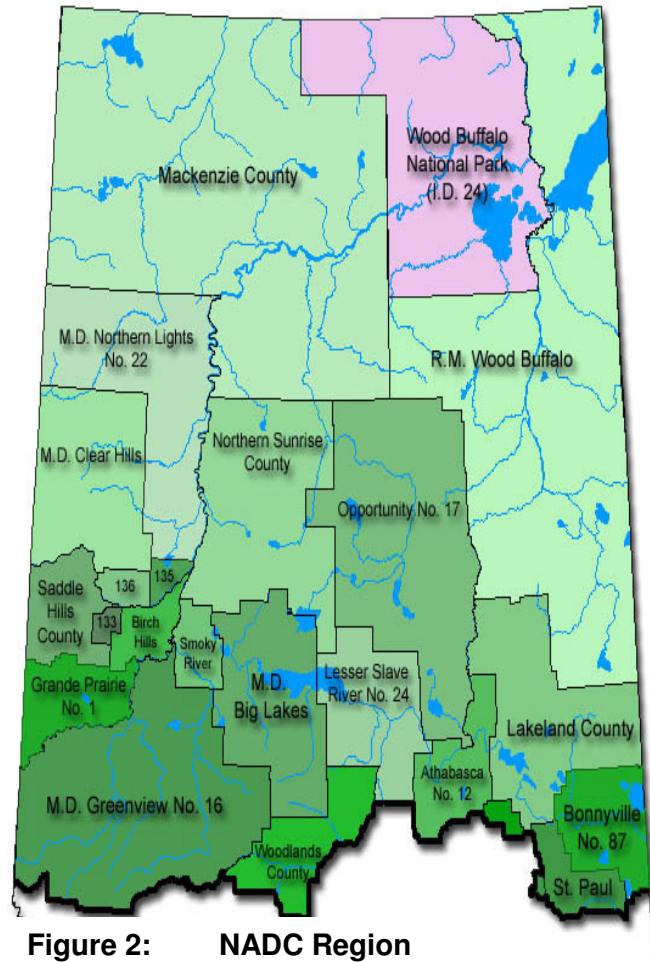 Wood Buffalo
National Park
(I.D. 24)
Mackenzie County
M.D. Northern Lights
No. 22
R.M. Wood Buffalo
M.D. Clear Hills
Northern Sunrise
County
Opportunity No. 17
Saddle
Hills
County
136
135
133
Birch
Hills
Smoky
River
Grande Prairie
No. 1
M.D.
Big Lakes
Lesser Slave
River No. 24
Lakeland County
M.D. Greenview No. 16
Athabasca
No. 12
Bonnyville
No. 87
Woodlands
County
St. Paul
Figure 2: NADC Region